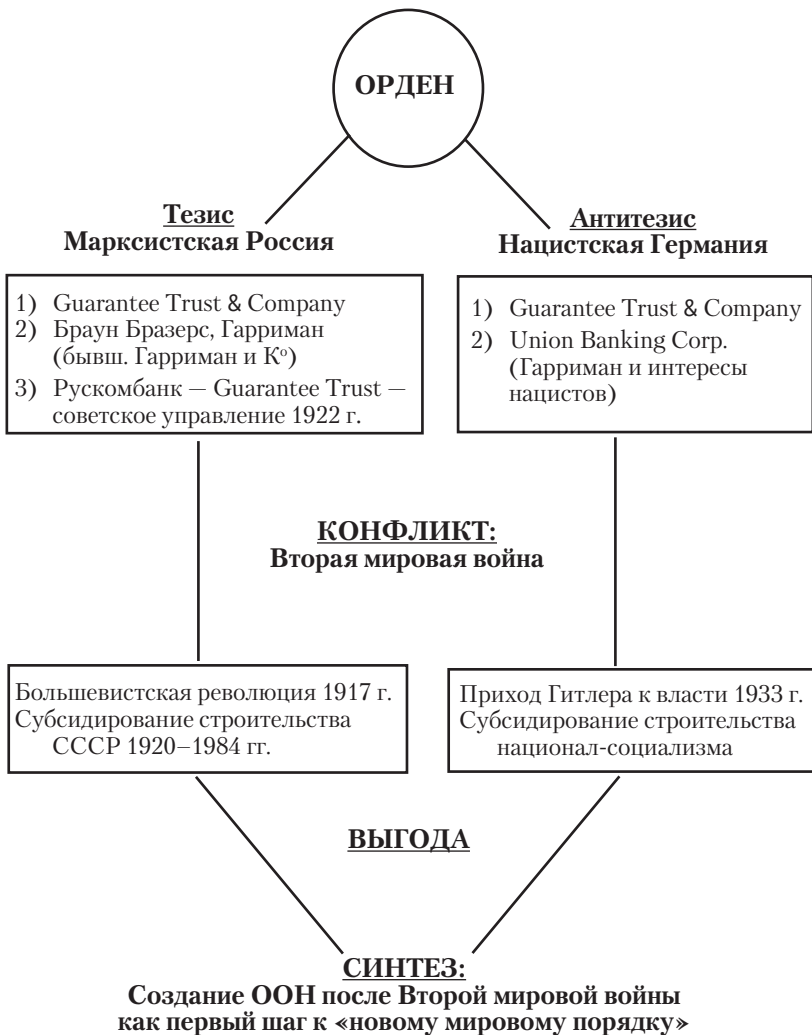 ОРДЕН
Тезис
Марксистская Россия
Антитезис
Нацистская Германия
1) Guarantee Trust & Company
2) Браун Бразерс, Гарриман
(бывш. Гарриман и Кº)
3) Рускомбанк — Guarantee Trust —
советское управление 1922 г.
1) Guarantee Trust & Company
2) Union Banking Corp.
(Гарриман и интересы
нацистов)
КОНФЛИКТ:
Вторая мировая война
Большевистская революция 1917 г.
Субсидирование строительства
СССР 1920–1984 гг.
Приход Гитлера к власти 1933 г.
Субсидирование строительства
национал-социализма
ВЫГОДА
СИНТЕЗ:
Создание ООН после Второй мировой войны
как первый шаг к «новому мировому порядку»